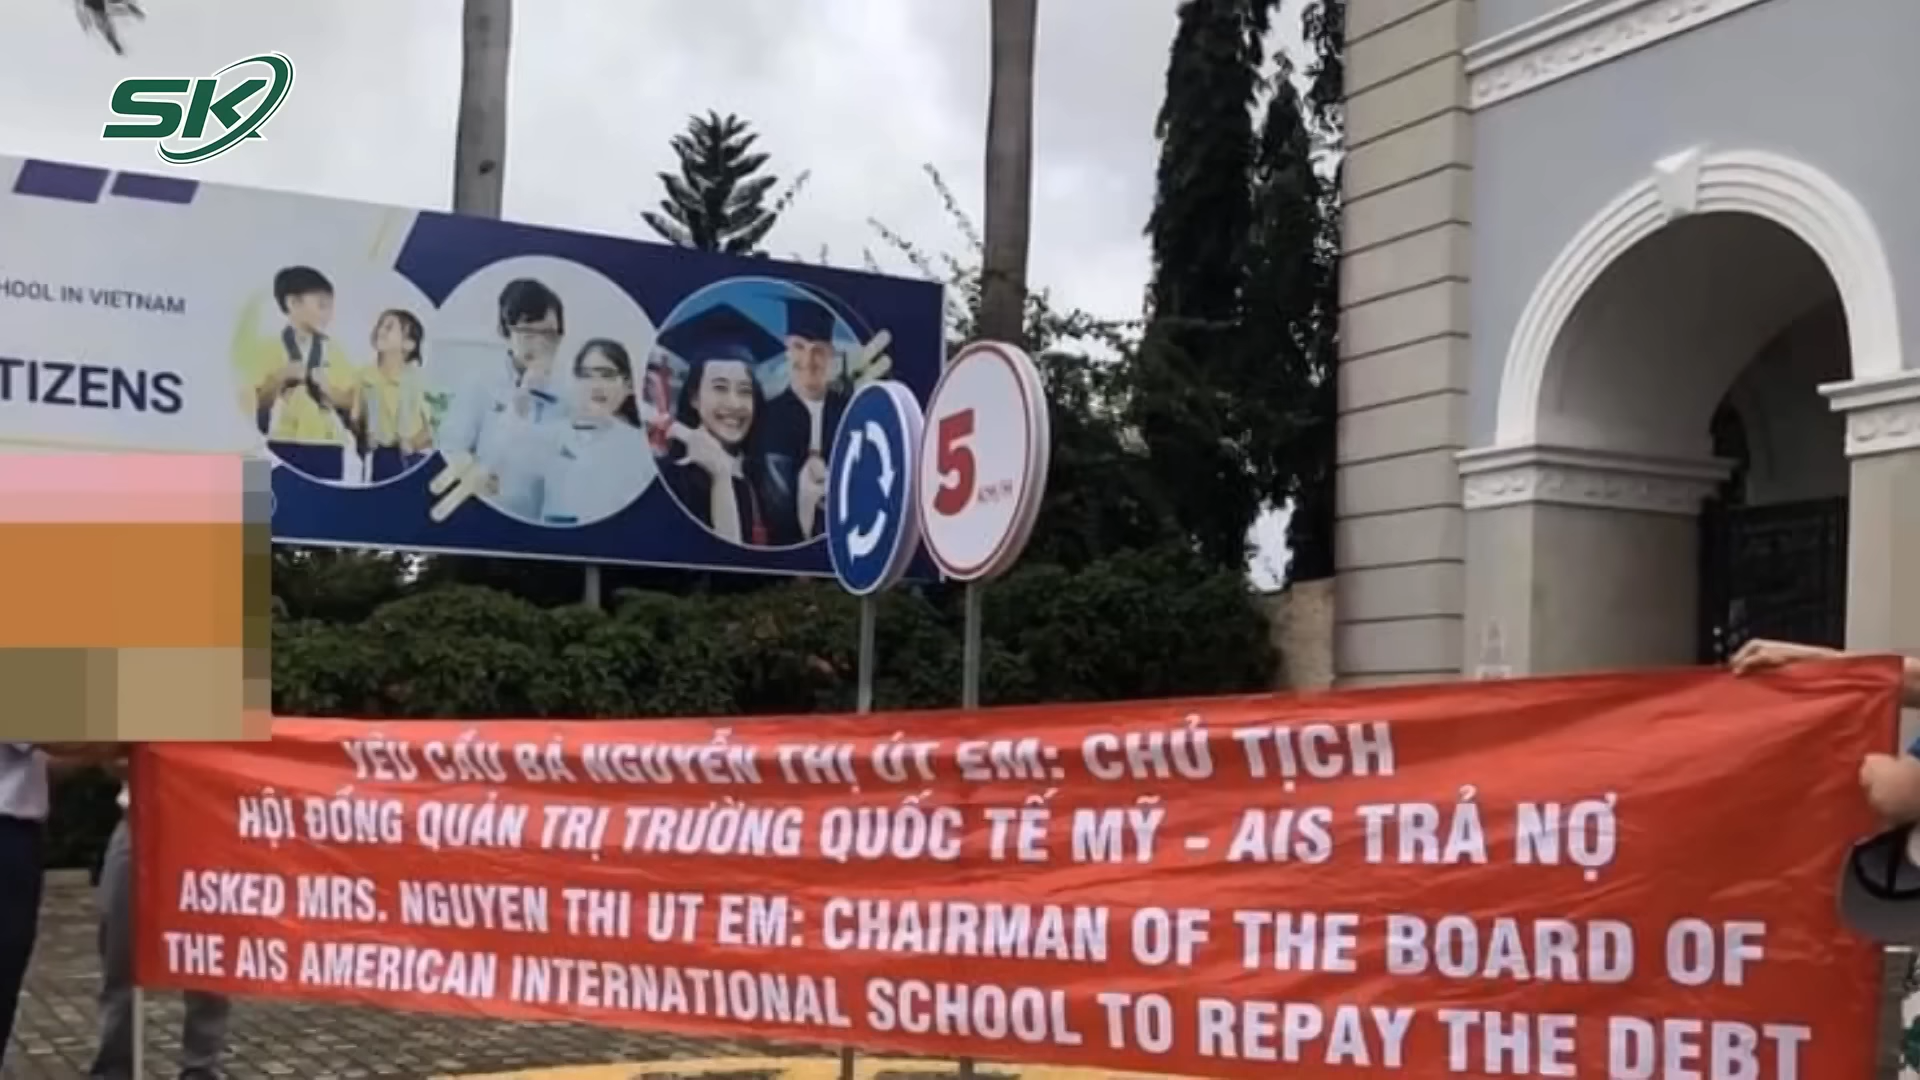 SK
HOOL IN VIETNAM
TIZENS
5
KM/H
YÊU CẦU BÀ NGUYỄN THỊ ÚT EM: CHỦ TỊCH
HỘI ĐỒNG QUẢN TRỊ TRƯỜNG QUỐC TẾ MỸ - AIS TRẢ NỢ
ASKED MRS. NGUYEN THI UT EM: CHAIRMAN OF THE BOARD OF
THE AIS AMERICAN INTERNATIONAL SCHOOL TO REPAY THE DEBT